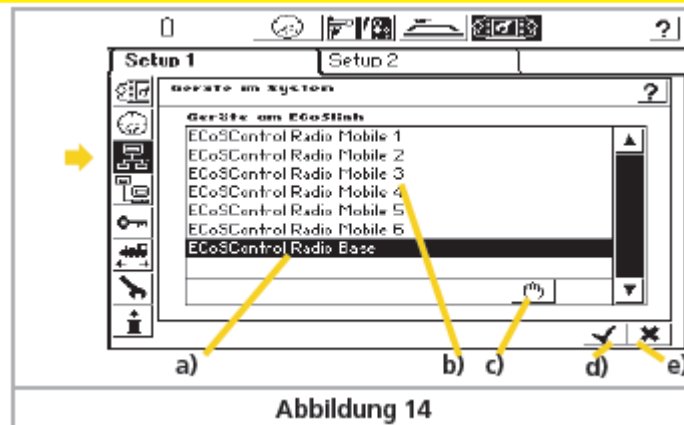 ?
Setup 1 Setup 2
Geräte im System ?
Geräte am ECoSlink
ECoSControl Radio Mobile 1
ECoSControl Radio Mobile 2
ECoSControl Radio Mobile 3
ECoSControl Radio Mobile 4
ECoSControl Radio Mobile 5
ECoSControl Radio Mobile 6
ECoSControl Radio Base
a) b) c) d) e)
Abbildung 14